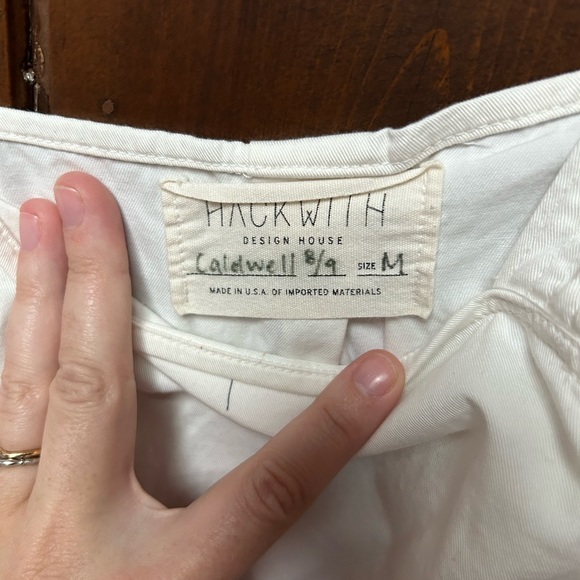 HACKWITH
DESIGN HOUSE
Caldwell 8/9 SIZE M
MADE IN U.S.A. OF IMPORTED MATERIALS